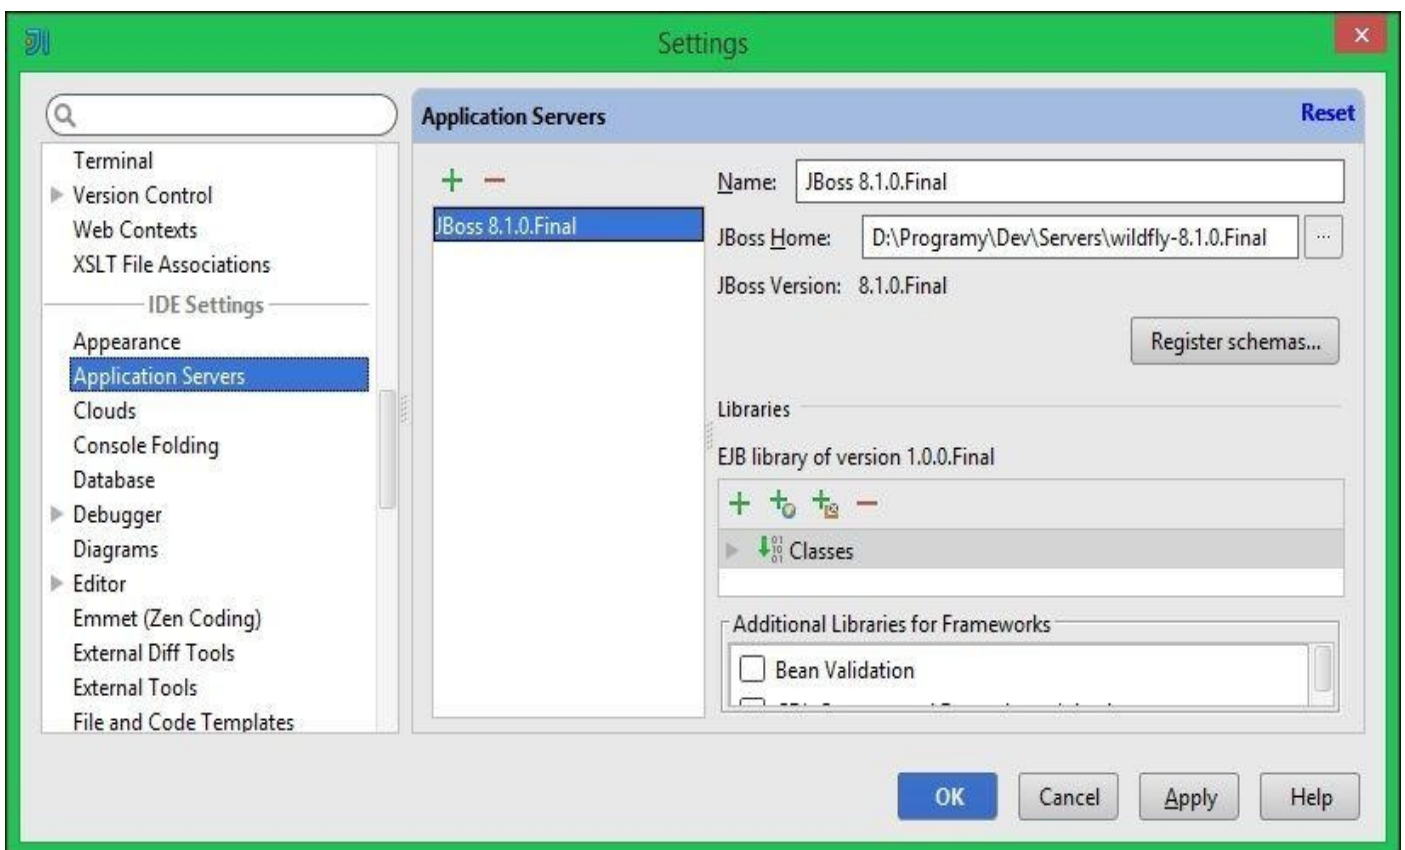 Settings
Application Servers
Reset
Terminal
Version Control
Web Contexts
XSLT File Associations
IDE Settings
Appearance
Application Servers
Clouds
Console Folding
Database
Debugger
Diagrams
Editor
Emmet (Zen Coding)
External Diff Tools
External Tools
File and Code Templates
JBoss 8.1.0.Final
Name: JBoss 8.1.0.Final
JBoss Home: D:\Programy\Dev\Servers\wildfly-8.1.0.Final ...
JBoss Version: 8.1.0.Final
Register schemas...
Libraries
EJB library of version 1.0.0.Final
Classes
Additional Libraries for Frameworks
Bean Validation
OK Cancel Apply Help